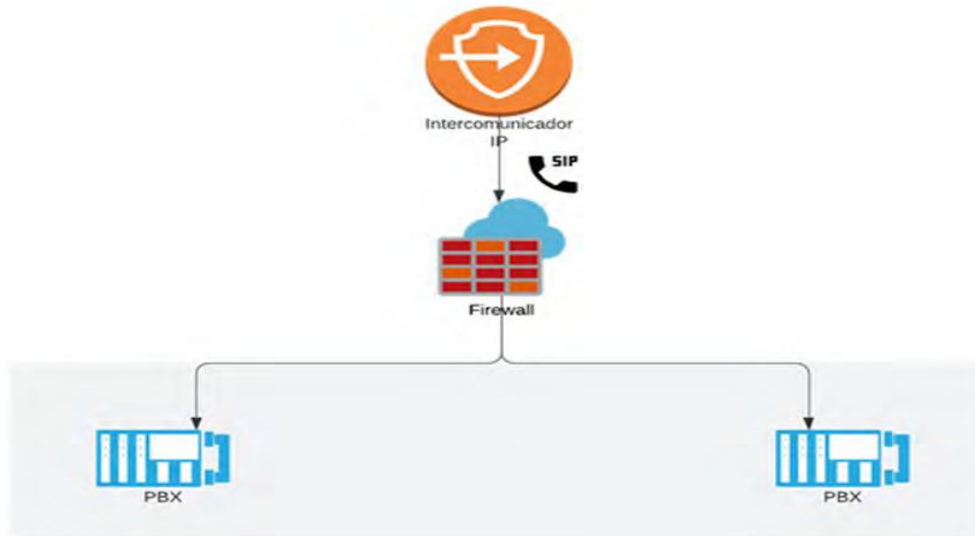 Intercomunicador
IP
SIP
Firewall
PBX
PBX